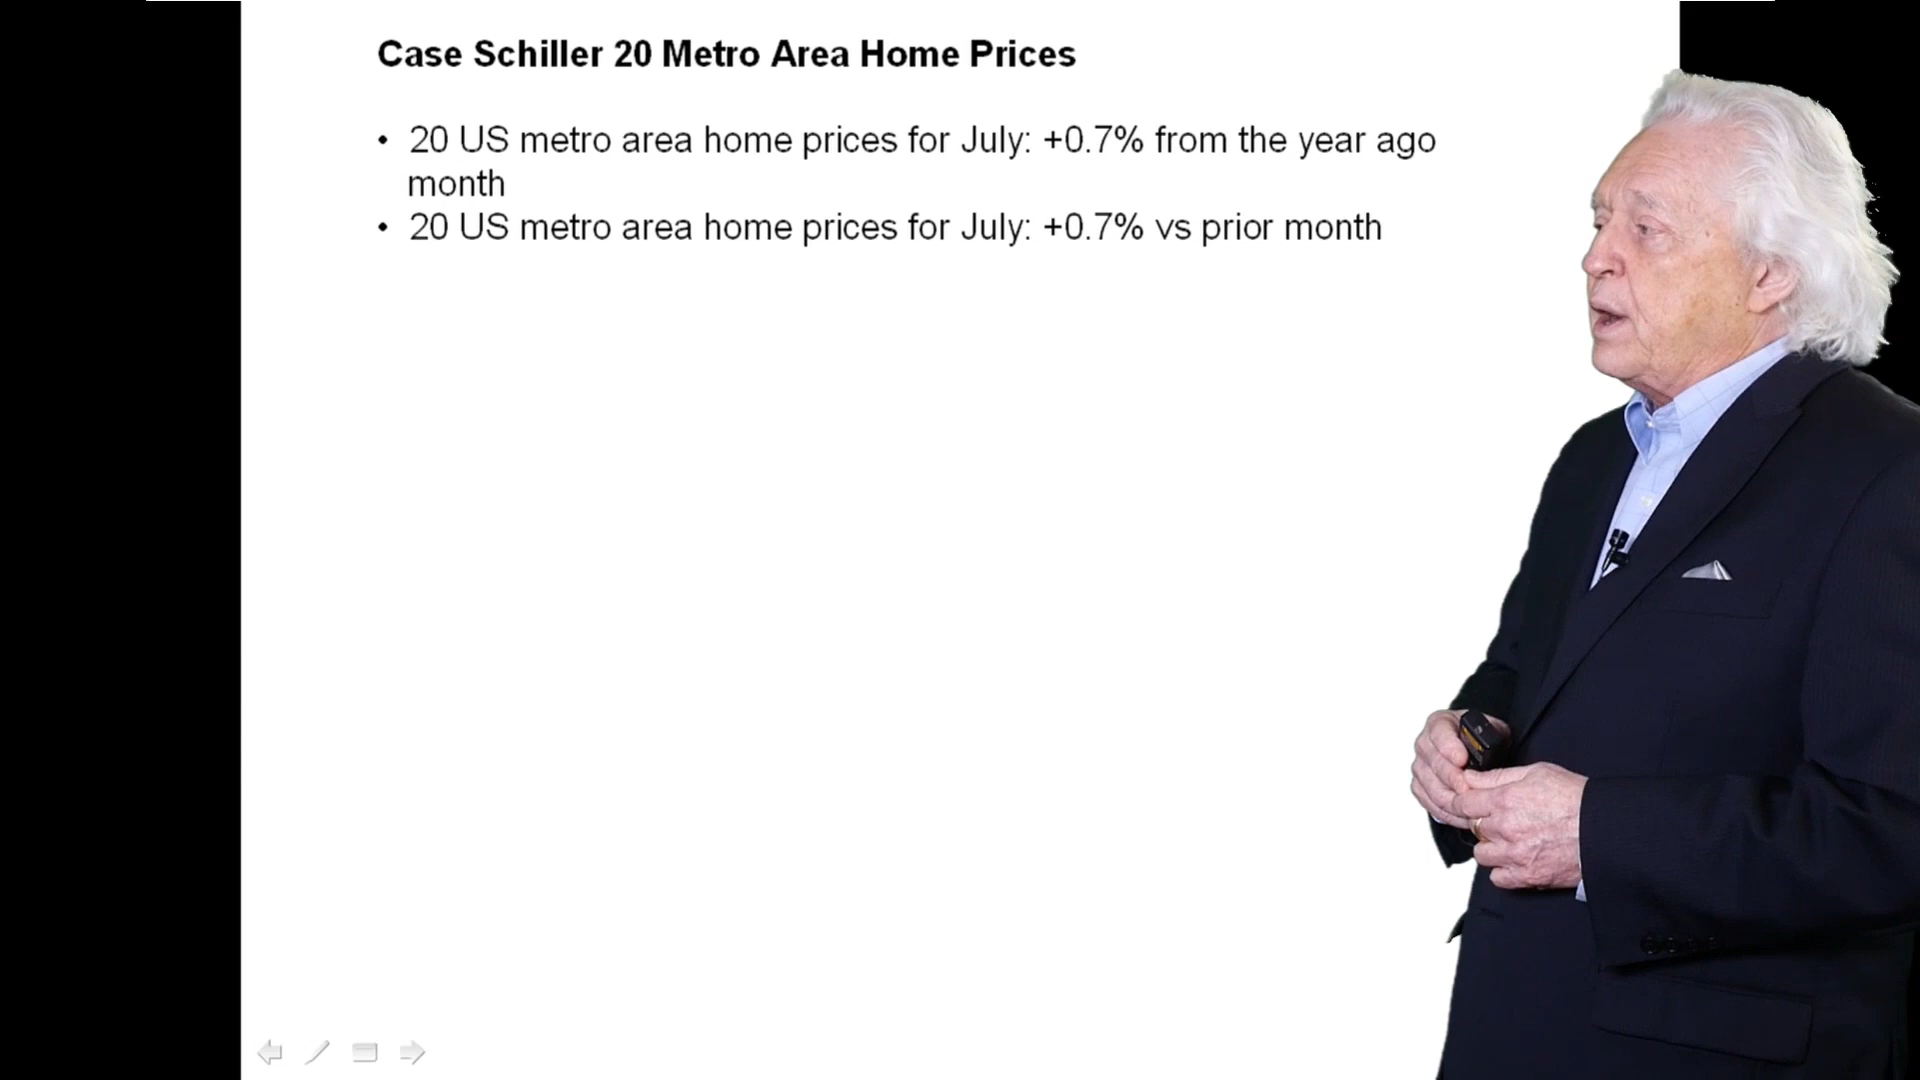 Case Schiller 20 Metro Area Home Prices
• 20 US metro area home prices for July: +0.7% from the year ago
month
• 20 US metro area home prices for July: +0.7% vs prior month